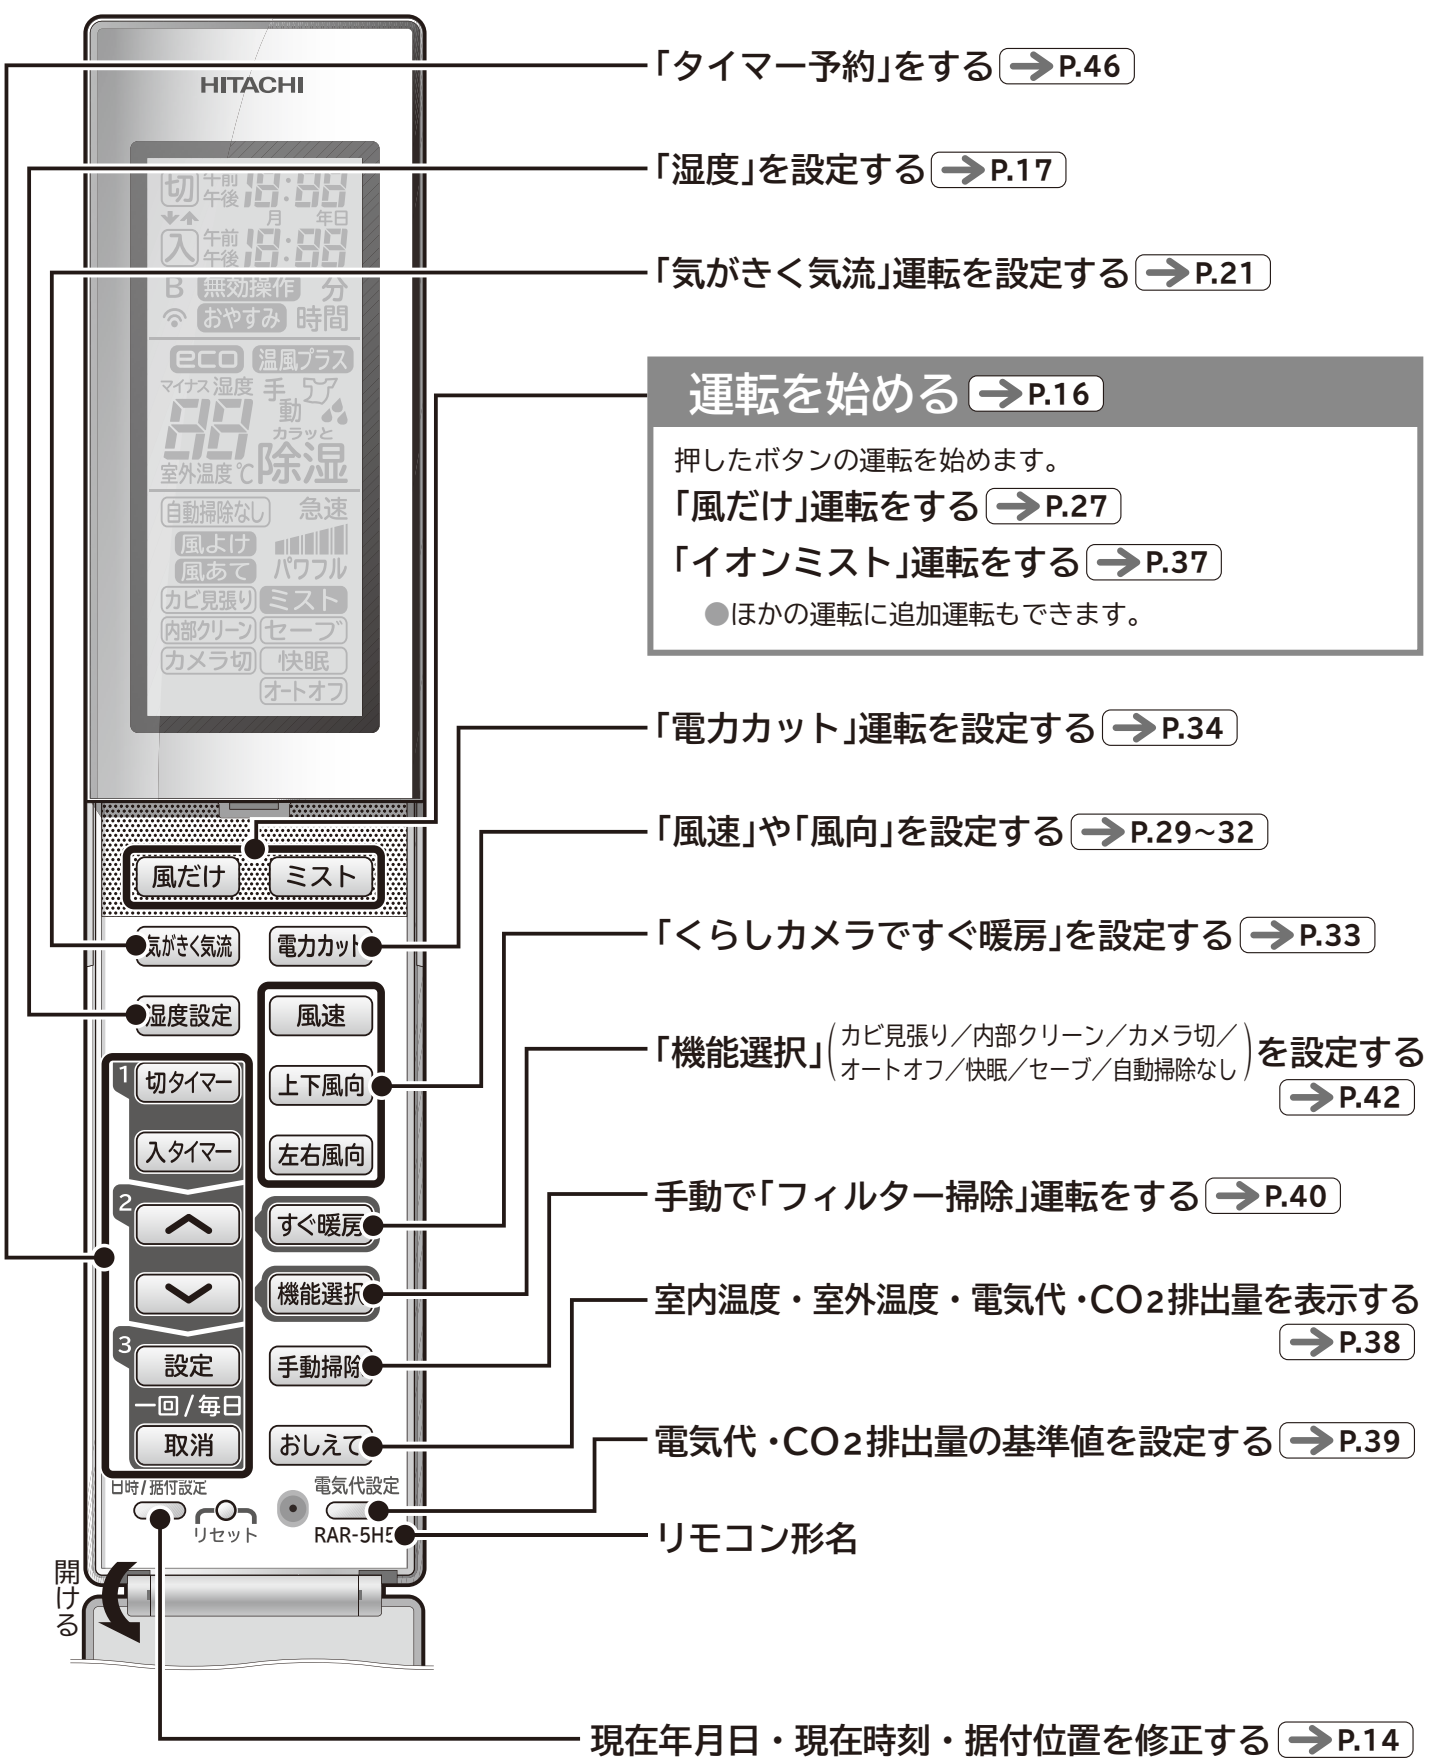 HITACHI
切 午前 午後 18:88
月 年日
入 午前 午後 18:88
B 無効操作 分
おやすみ 時間
eco 温風プラス
マイナス 湿度 手動
88 カラッと
室外温度 ℃ 除湿
自動掃除なし 急速
風よけ
風あて パワフル
カビ見張り ミスト
内部クリーン セーブ
カメラ切 快眠
オートオフ
風だけ ミスト
気がきく気流 電力カット
湿度設定 風速
1 切タイマー 上下風向
入タイマー 左右風向
2
すぐ暖房
機能選択
3 設定 手動掃除
一回/毎日
取消 おしえて
日時/据付設定 電気代設定
リセット RAR-5H5
開ける
「タイマー予約」をする P.46
「湿度」を設定する P.17
「気がきく気流」運転を設定する P.21
運転を始める P.16
押したボタンの運転を始めます。
「風だけ」運転をする P.27
「イオンミスト」運転をする P.37
●ほかの運転に追加運転もできます。
「電力カット」運転を設定する P.34
「風速」や「風向」を設定する P.29~32
「くらしカメラですぐ暖房」を設定する P.33
「機能選択」(カビ見張り／内部クリーン／カメラ切／
オートオフ／快眠／セーブ／自動掃除なし)を設定する
P.42
手動で「フィルター掃除」運転をする P.40
室内温度・室外温度・電気代・CO2排出量を表示する
P.38
電気代・CO2排出量の基準値を設定する P.39
リモコン形名
現在年月日・現在時刻・据付位置を修正する P.14